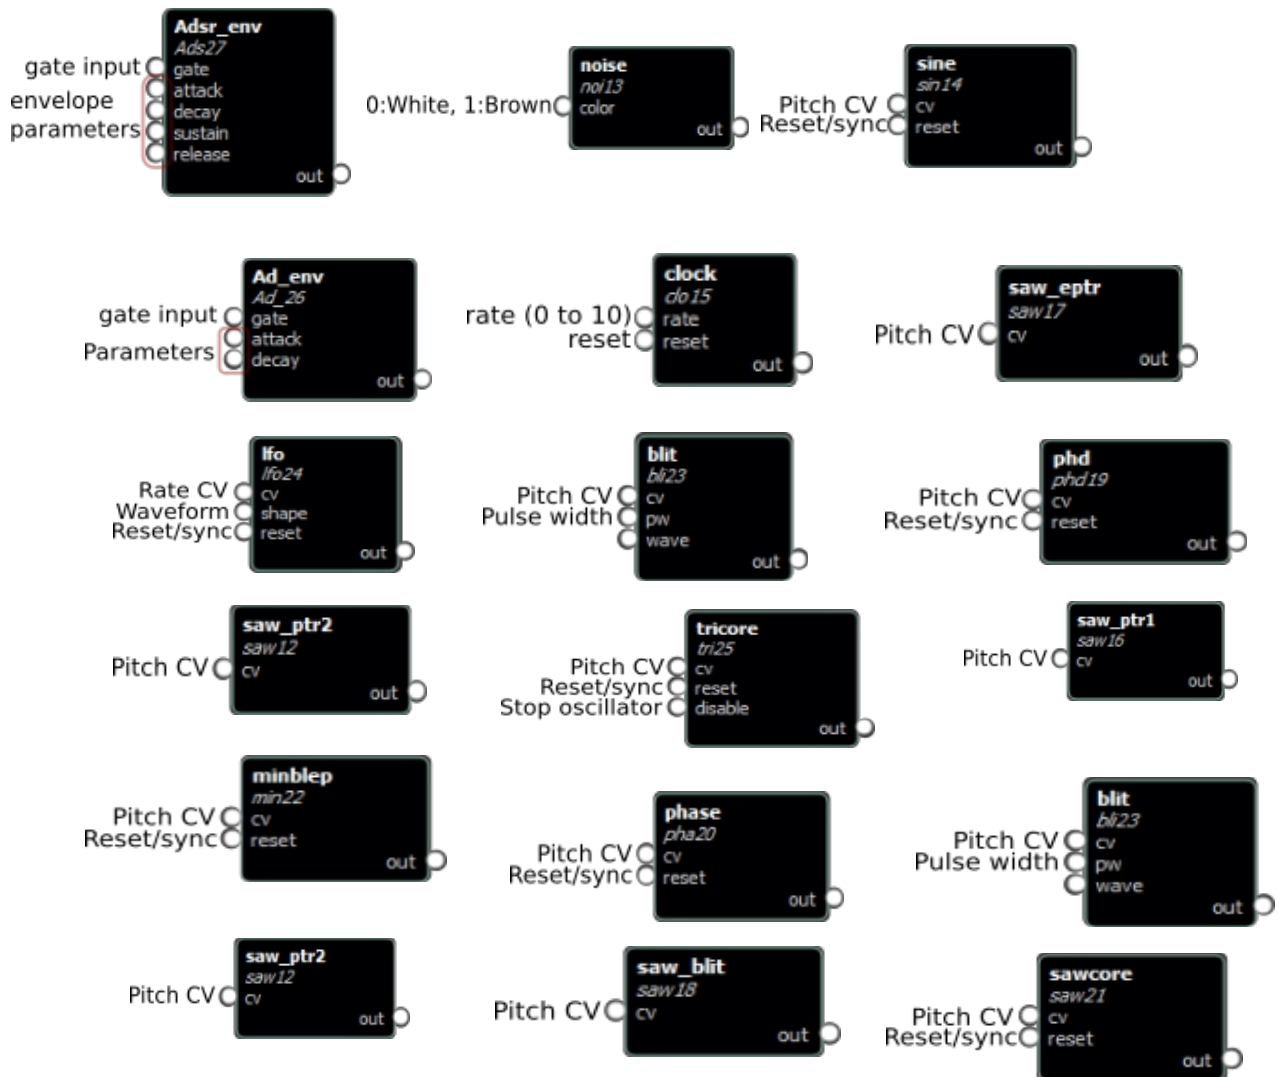 Adsr_env
Ads27
gate input
gate
attack
envelope
decay
parameters
sustain
release
out
noise
noi13
0:White, 1:Brown
color
out
sine
sin14
Pitch CV
cv
Reset/sync
reset
out
Ad_env
Ad_26
gate input
gate
attack
Parameters
decay
out
clock
clo15
rate (0 to 10)
rate
reset
reset
out
saw_eptr
saw17
Pitch CV
cv
out
lfo
lfo24
Rate CV
cv
Waveform
shape
Reset/sync
reset
out
blit
bli23
Pitch CV
cv
Pulse width
pw
wave
out
phd
phd19
Pitch CV
cv
Reset/sync
reset
out
saw_ptr2
saw12
Pitch CV
cv
out
tricore
tri25
Pitch CV
cv
Reset/sync
reset
Stop oscillator
disable
out
saw_ptr1
saw16
Pitch CV
cv
out
minblep
min22
Pitch CV
cv
Reset/sync
reset
out
phase
pha20
Pitch CV
cv
Reset/sync
reset
out
blit
bli23
Pitch CV
cv
Pulse width
pw
wave
out
saw_ptr2
saw12
Pitch CV
cv
out
saw_blit
saw18
Pitch CV
cv
out
sawcore
saw21
Pitch CV
cv
Reset/sync
reset
out